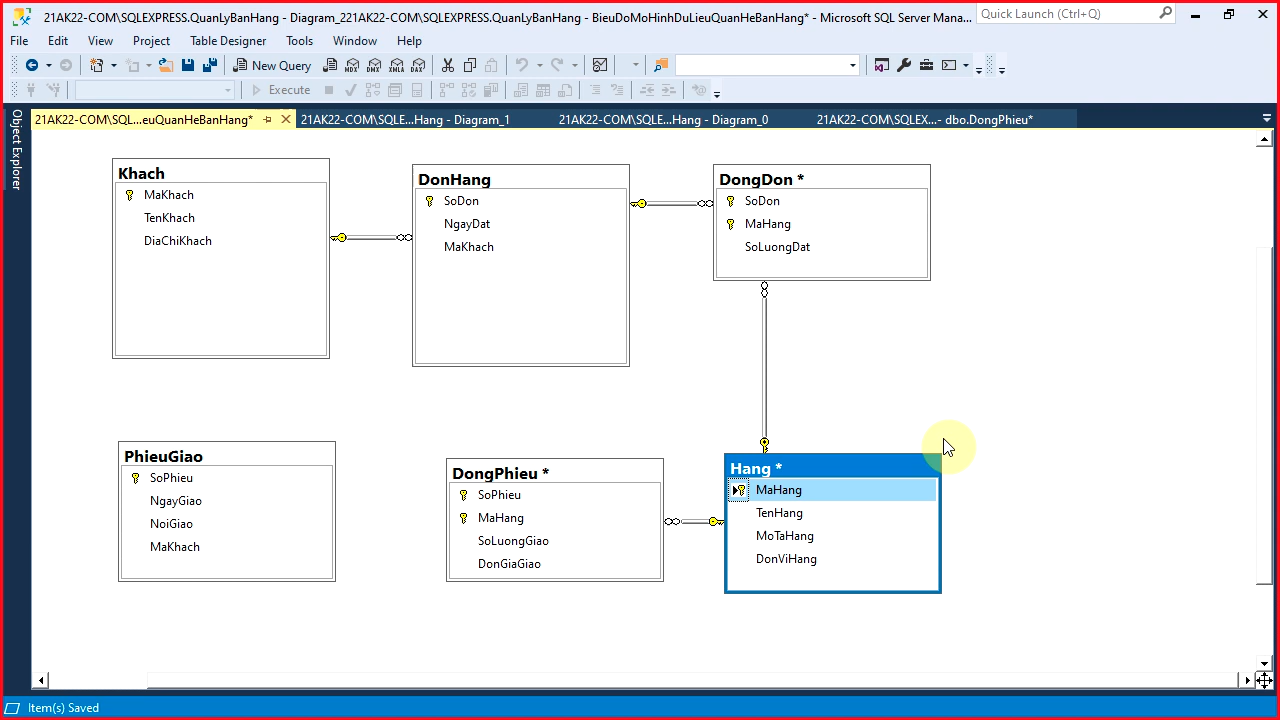 21AK22-COM\SQLEXPRESS.QuanLyBanHang - Diagram_221AK22-COM\SQLEXPRESS.QuanLyBanHang - BieuDoMoHinhDuLieuQuanHeBanHang* - Microsoft SQL Server Mana...
Quick Launch (Ctrl+Q)
File Edit View Project Table Designer Tools Window Help
New Query
MDX DMX XMLA DAX
Execute
Object Explorer
21AK22-COM\SQL...euQuanHeBanHang* 21AK22-COM\SQLE...Hang - Diagram_1 21AK22-COM\SQLE...Hang - Diagram_0 21AK22-COM\SQLEX...- dbo.DongPhieu*
Khach
MaKhach
TenKhach
DiaChiKhach
DonHang
SoDon
NgayDat
MaKhach
DongDon *
SoDon
MaHang
SoLuongDat
PhieuGiao
SoPhieu
NgayGiao
NoiGiao
MaKhach
DongPhieu *
SoPhieu
MaHang
SoLuongGiao
DonGiaGiao
Hang *
MaHang
TenHang
MoTaHang
DonViHang
Item(s) Saved